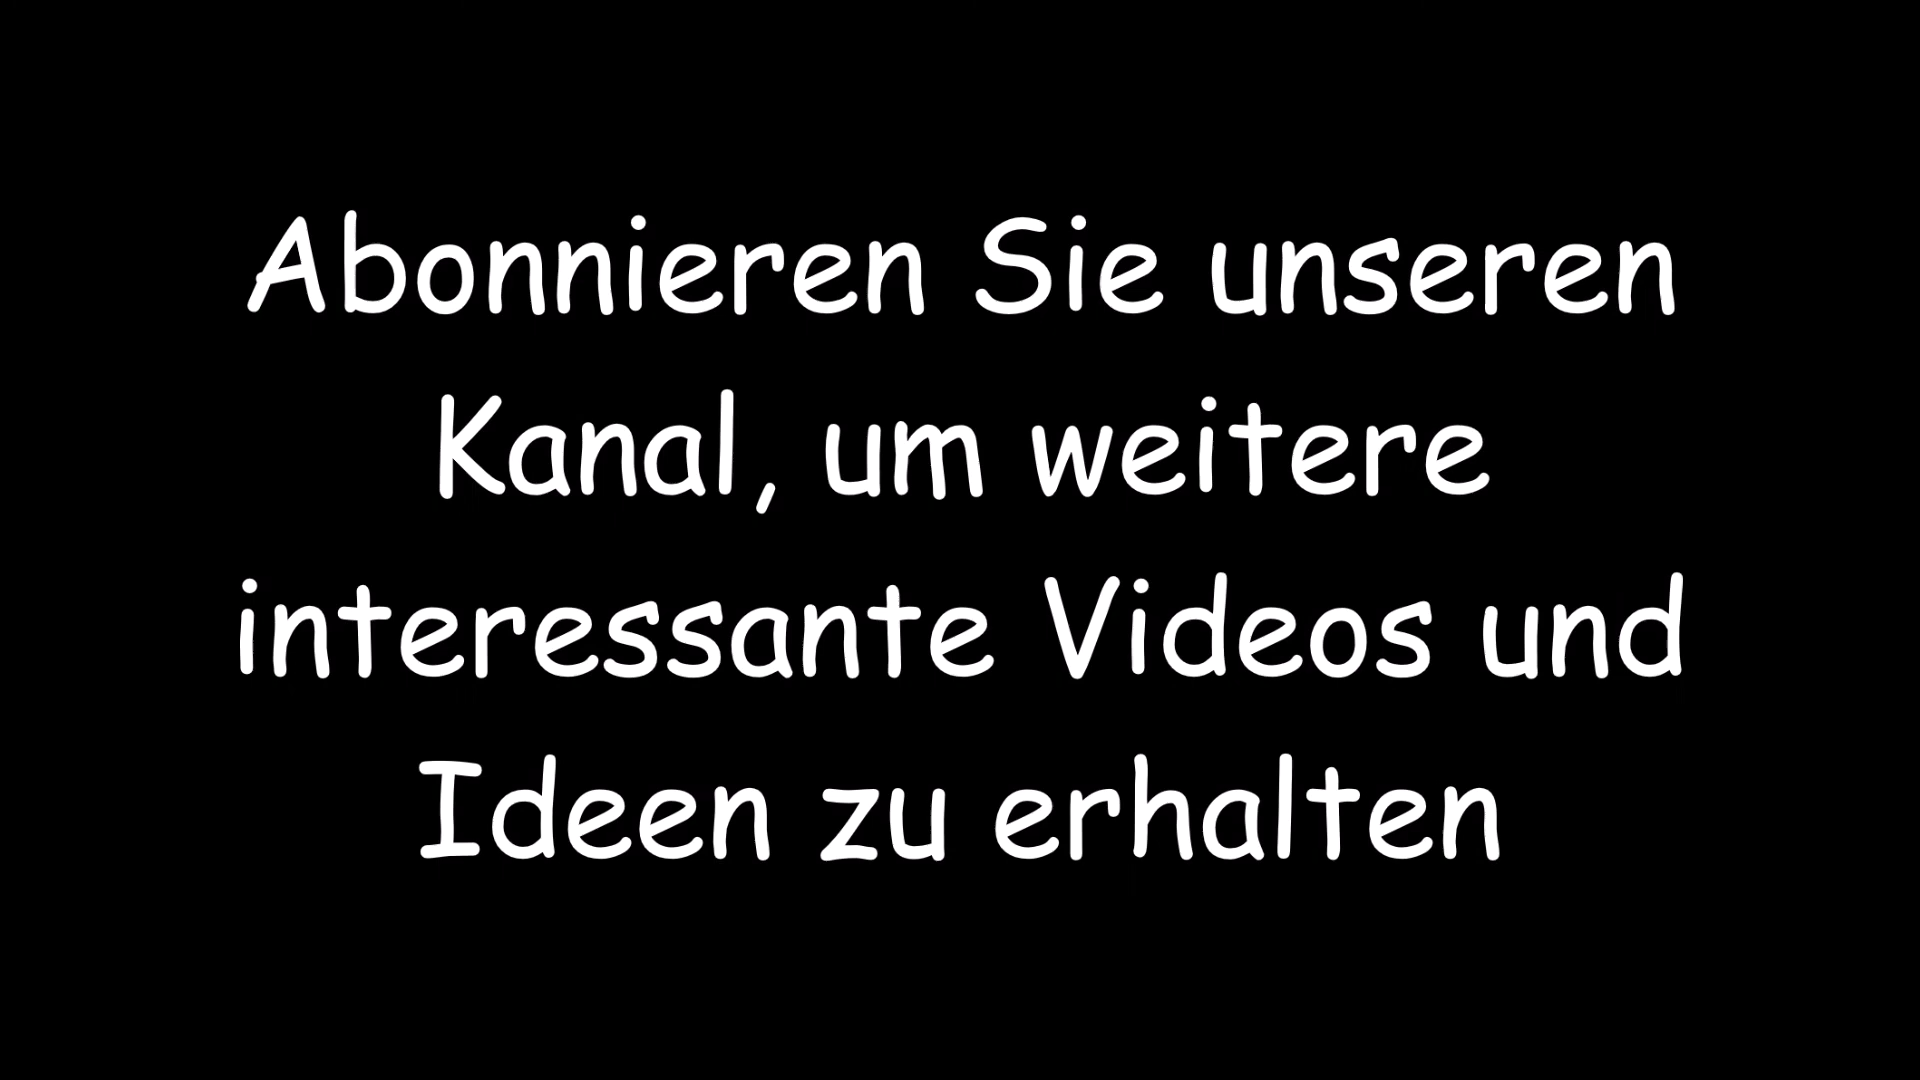 Abonnieren Sie unseren
Kanal, um weitere
interessante Videos und
Ideen zu erhalten